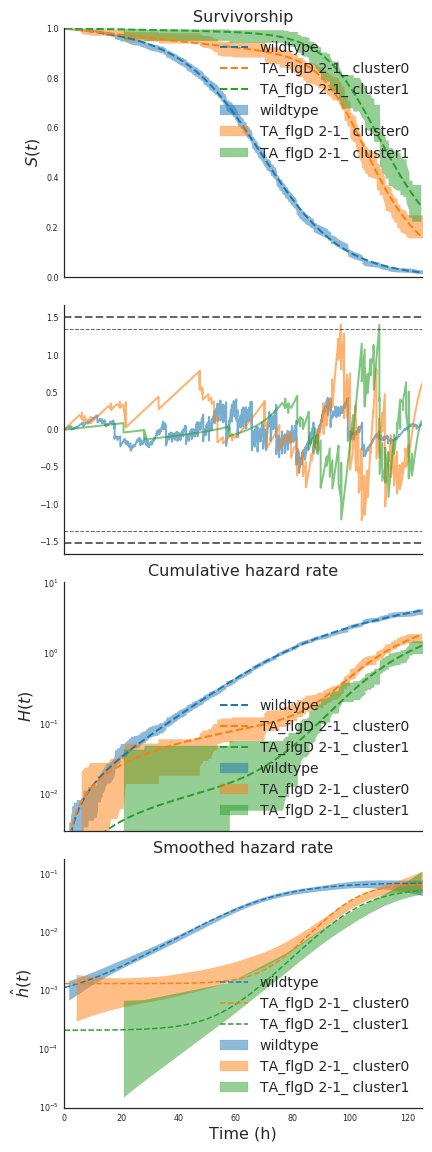 Survivorship
1.0
0.8
0.6
0.4
0.2
0.0
S(t)
wildtype
TA_flgD 2-1_ cluster0
TA_flgD 2-1_ cluster1
wildtype
TA_flgD 2-1_ cluster0
TA_flgD 2-1_ cluster1
1.5
1.0
0.5
0.0
−0.5
−1.0
−1.5
Cumulative hazard rate
10¹
10⁰
10⁻¹
10⁻²
H(t)
wildtype
TA_flgD 2-1_ cluster0
TA_flgD 2-1_ cluster1
wildtype
TA_flgD 2-1_ cluster0
TA_flgD 2-1_ cluster1
Smoothed hazard rate
10⁻¹
10⁻²
10⁻³
10⁻⁴
10⁻⁵
ĥ(t)
wildtype
TA_flgD 2-1_ cluster0
TA_flgD 2-1_ cluster1
wildtype
TA_flgD 2-1_ cluster0
TA_flgD 2-1_ cluster1
0 20 40 60 80 100 120
Time (h)